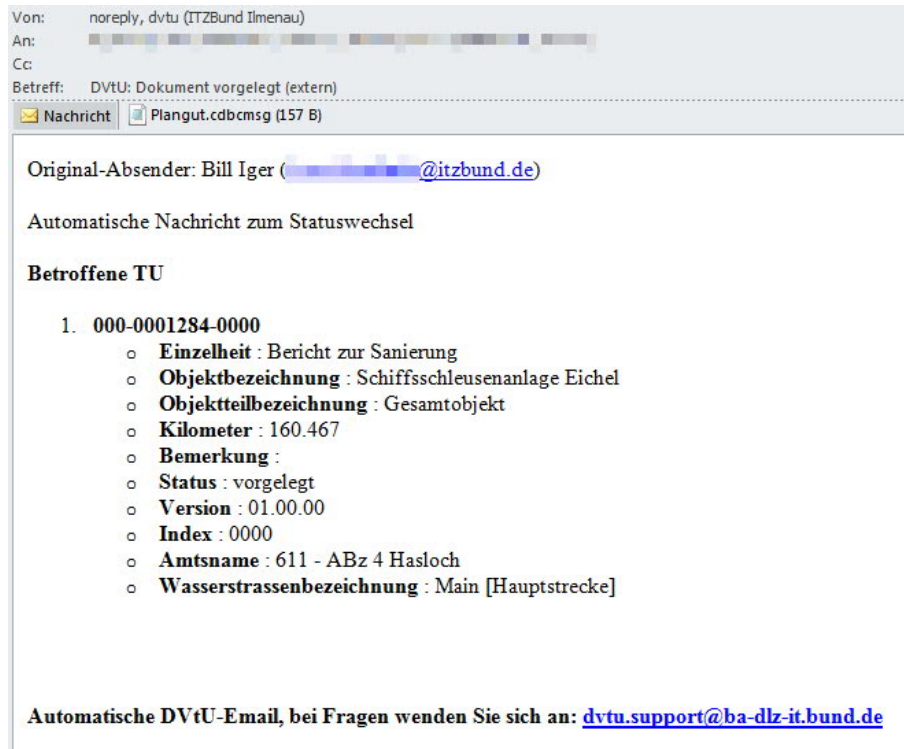 Von: noreply, dvtu (ITZBund Ilmenau)
An:
Cc:
Betreff: DVtU: Dokument vorgelegt (extern)
Nachricht Plangut.cdbcmsg (157 B)
Original-Absender: Bill Iger ( @itzbund.de)
Automatische Nachricht zum Statuswechsel
Betroffene TU
1. 000-0001284-0000
o Einzelheit : Bericht zur Sanierung
o Objektbezeichnung : Schiffsschleusenanlage Eichel
o Objektteilbezeichnung : Gesamtobjekt
o Kilometer : 160.467
o Bemerkung :
o Status : vorgelegt
o Version : 01.00.00
o Index : 0000
o Amtsname : 611 - ABz 4 Hasloch
o Wasserstrassenbezeichnung : Main [Hauptstrecke]
Automatische DVtU-Email, bei Fragen wenden Sie sich an: dvtu.support@ba-dlz-it.bund.de